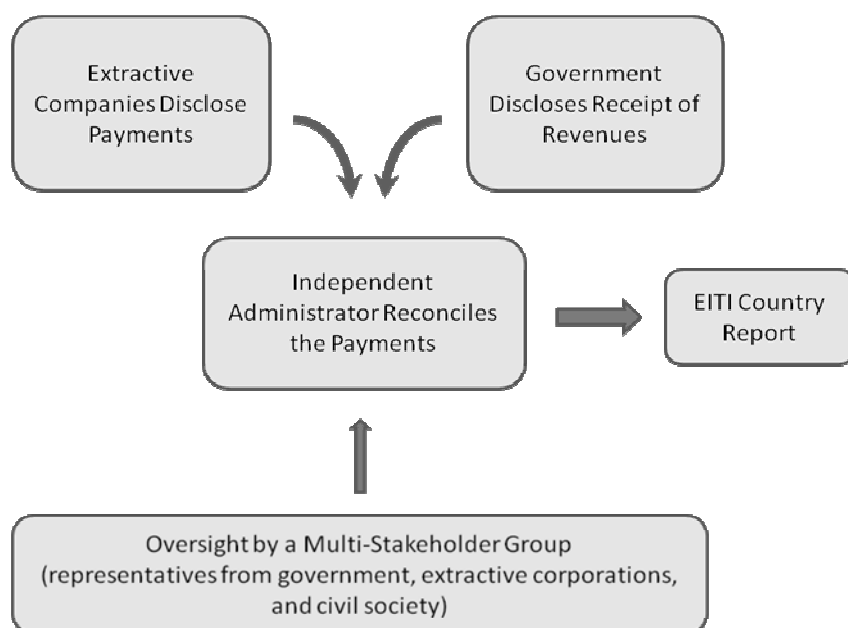 Extractive
Companies Disclose
Payments
Government
Discloses Receipt of
Revenues
Independent
Administrator Reconciles
the Payments
EITI Country
Report
Oversight by a Multi-Stakeholder Group
(representatives from government, extractive corporations,
and civil society)